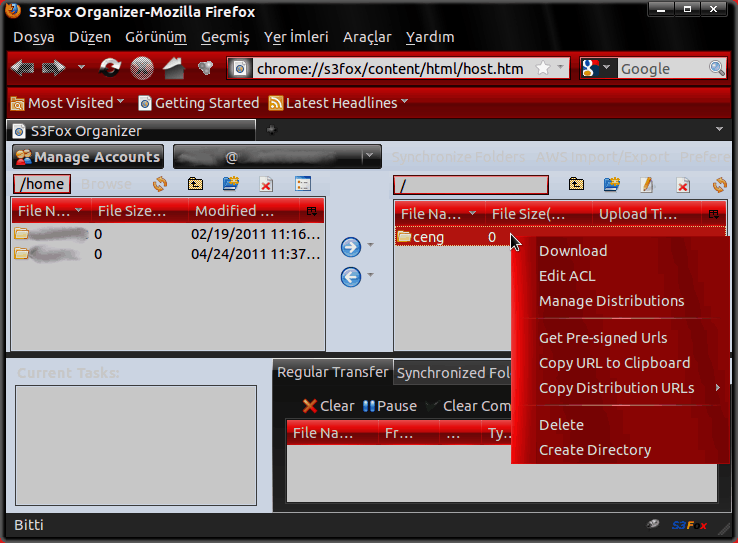 S3Fox Organizer-Mozilla Firefox
Dosya Düzen Görünüm Geçmiş Yer İmleri Araçlar Yardım
chrome://s3fox/content/html/host.htm Google
Most Visited Getting Started Latest Headlines
S3Fox Organizer
Manage Accounts @ Synchronize Folders AWS Import/Export Prefere
/home Browse /
File N... File Size... Modified ... File Na... File Size(... Upload Ti...
0 02/19/2011 11:16... ceng 0
0 04/24/2011 11:37...
Download
Edit ACL
Manage Distributions
Get Pre-signed Urls
Copy URL to Clipboard
Copy Distribution URLs
Delete
Create Directory
Current Tasks:
Regular Transfer Synchronized Fol
Clear Pause Clear Com
File Na... Fr... ... Ty...
Bitti S3Fox